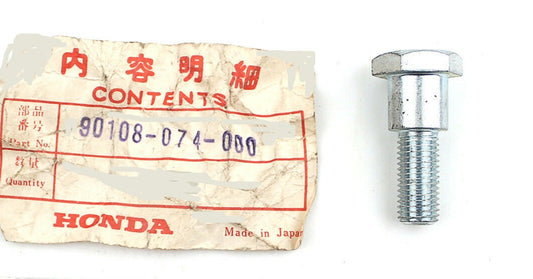 内容明細
CONTENTS
部品
番号
Part No. 90108-074-000
数量
Quantity
HONDA Made in Japan